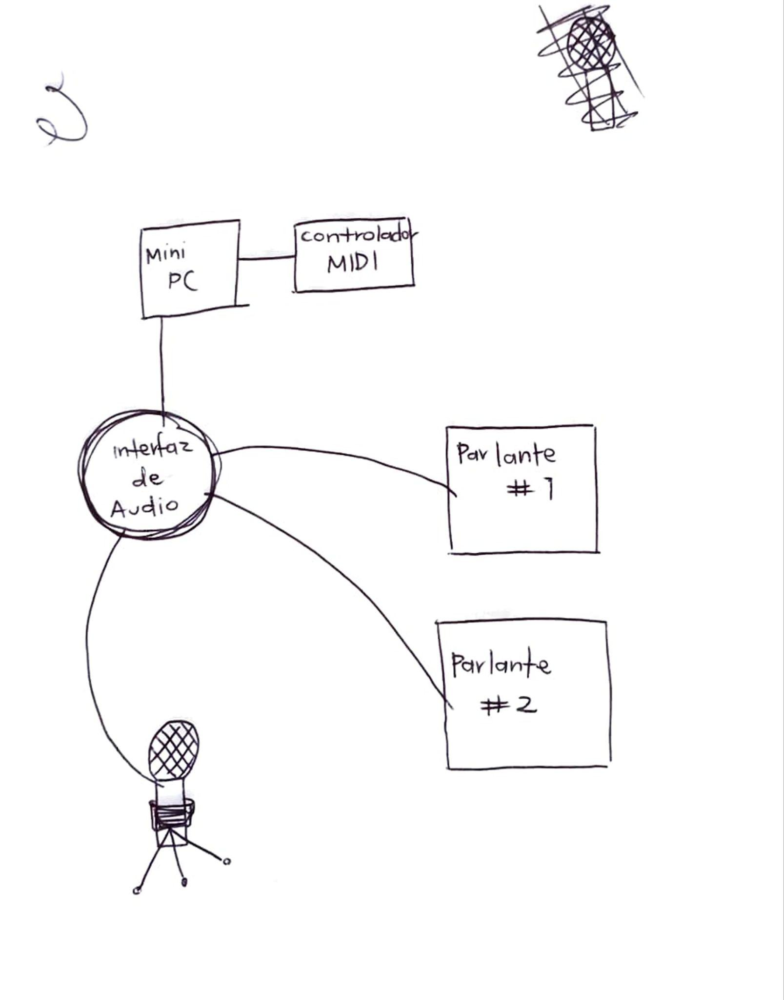 Mini
PC
controlador
MIDI
interfaz
de
Audio
Parlante
#1
Parlante
#2